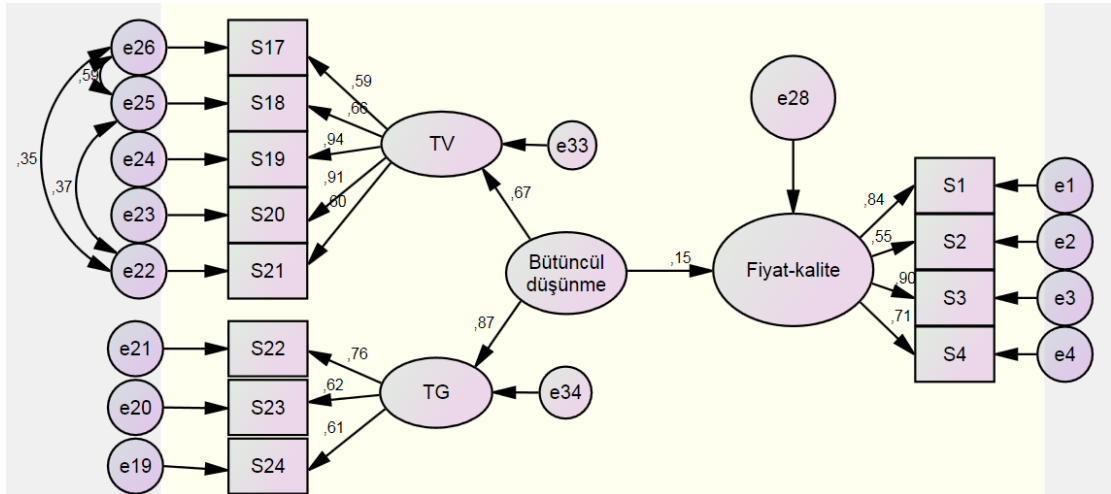 e26
S17
,59
,59
e25
S18
,66
e28
TV
e33
e24
S19
,94
,35
,37
,91
e23
S20
,60
,67
e22
S21
Bütüncül
düşünme
,15
Fiyat-kalite
,84
S1
e1
,55
S2
e2
,90
S3
e3
,71
S4
e4
,87
e21
S22
,76
TG
e34
e20
S23
,62
,61
e19
S24